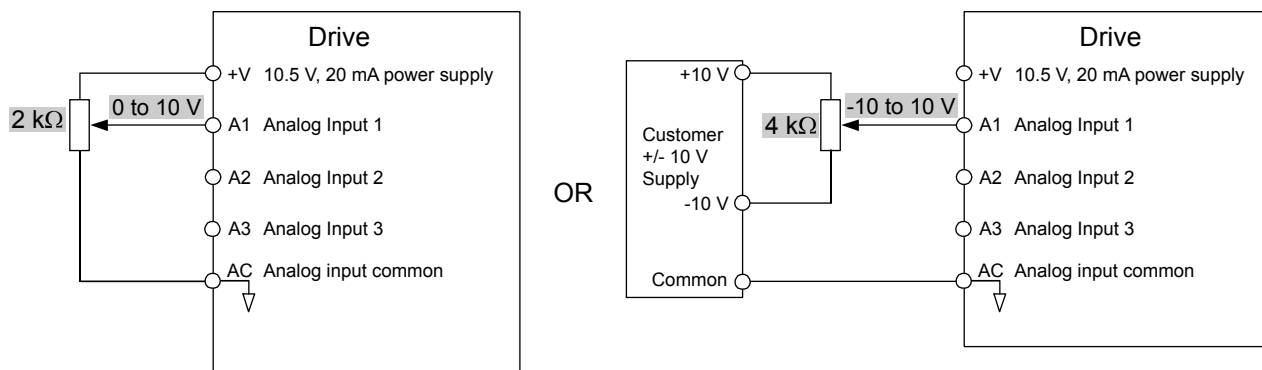 Drive
+V 10.5 V, 20 mA power supply
2 kΩ
0 to 10 V
A1 Analog Input 1
A2 Analog Input 2
A3 Analog Input 3
AC Analog input common
OR
+10 V
Customer
+/- 10 V
Supply
-10 V
Common
4 kΩ
-10 to 10 V
Drive
+V 10.5 V, 20 mA power supply
A1 Analog Input 1
A2 Analog Input 2
A3 Analog Input 3
AC Analog input common